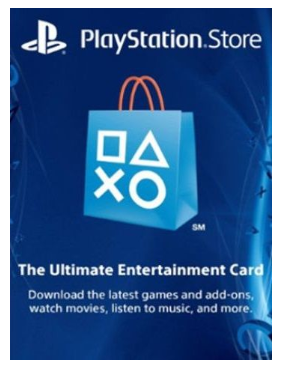 PlayStation.Store
SM
The Ultimate Entertainment Card
Download the latest games and add-ons,
watch movies, listen to music, and more.